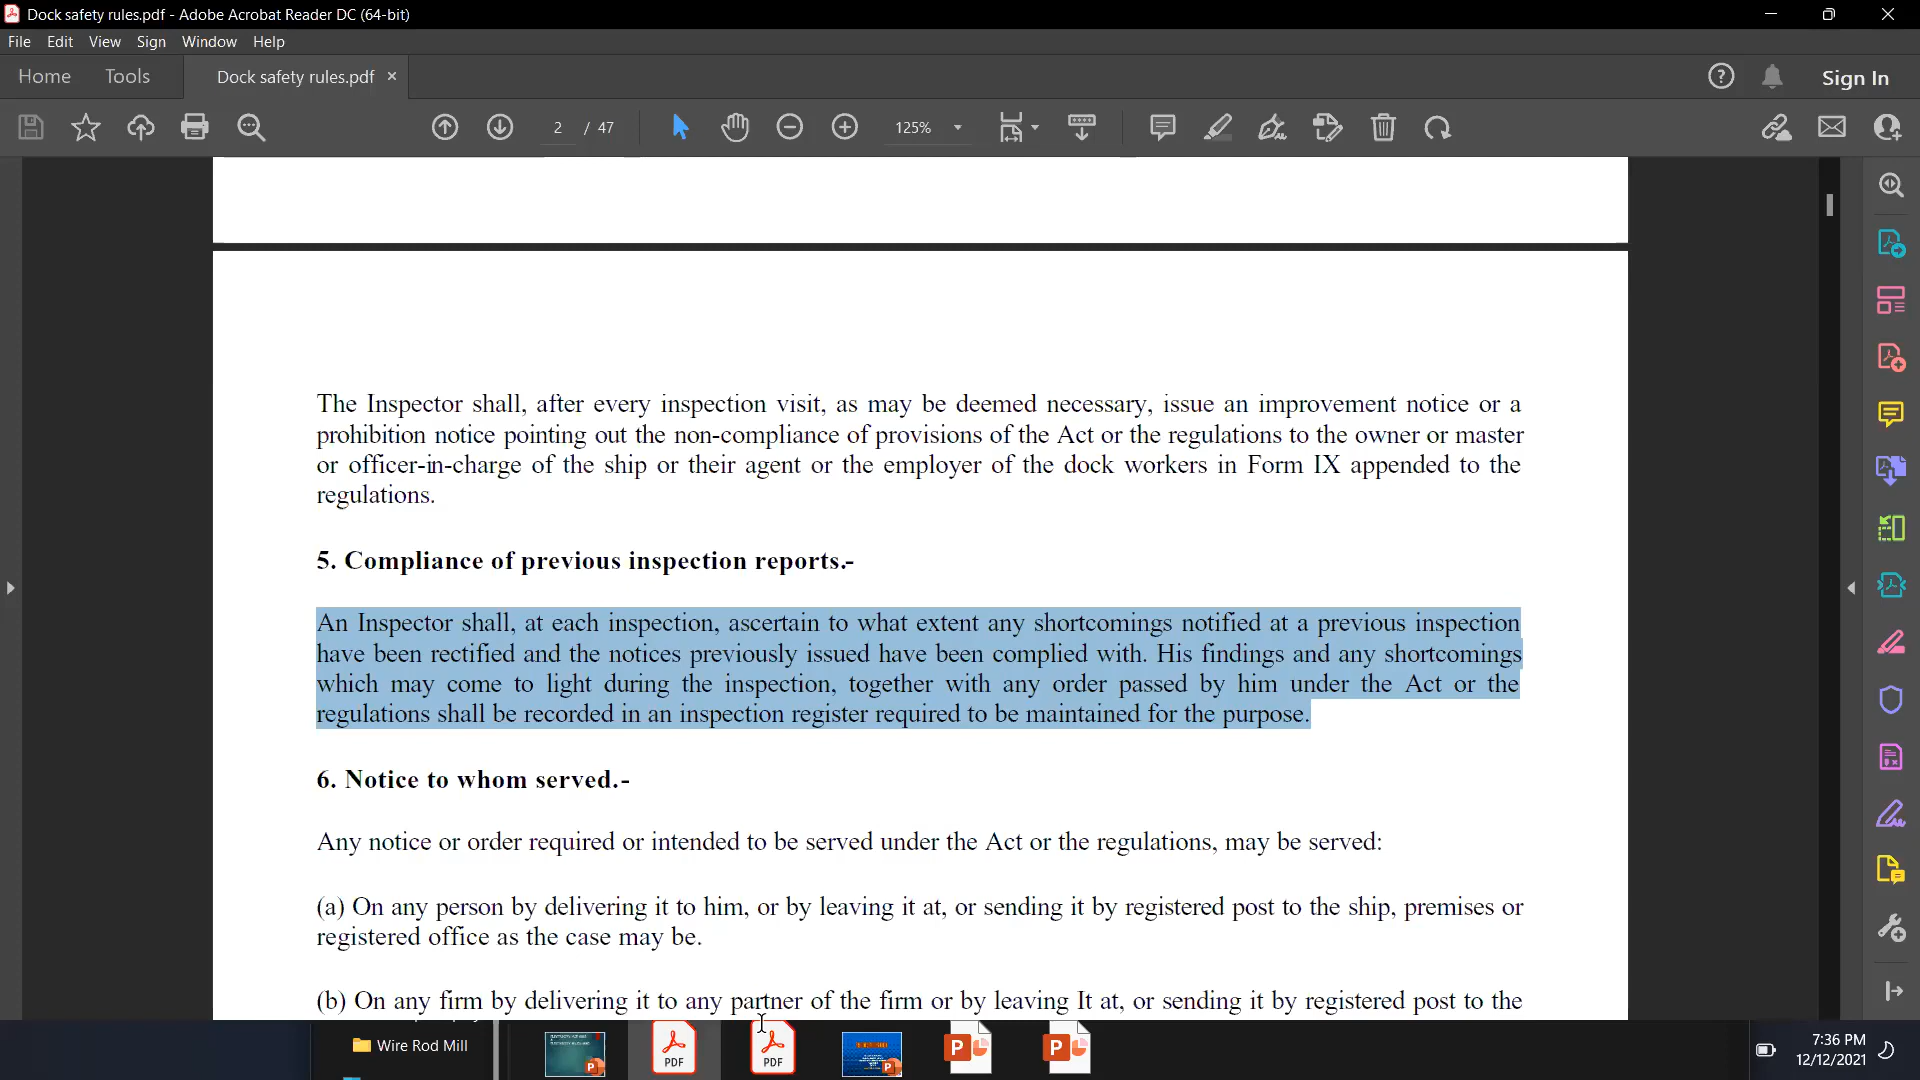 Dock safety rules.pdf - Adobe Acrobat Reader DC (64-bit)
File Edit View Sign Window Help
Home Tools Dock safety rules.pdf × Sign In
2 / 47 125%
The Inspector shall, after every inspection visit, as may be deemed necessary, issue an improvement notice or a
prohibition notice pointing out the non-compliance of provisions of the Act or the regulations to the owner or master
or officer-in-charge of the ship or their agent or the employer of the dock workers in Form IX appended to the
regulations.
5. Compliance of previous inspection reports.-
An Inspector shall, at each inspection, ascertain to what extent any shortcomings notified at a previous inspection
have been rectified and the notices previously issued have been complied with. His findings and any shortcomings
which may come to light during the inspection, together with any order passed by him under the Act or the
regulations shall be recorded in an inspection register required to be maintained for the purpose.
6. Notice to whom served.-
Any notice or order required or intended to be served under the Act or the regulations, may be served:
(a) On any person by delivering it to him, or by leaving it at, or sending it by registered post to the ship, premises or
registered office as the case may be.
(b) On any firm by delivering it to any partner of the firm or by leaving It at, or sending it by registered post to the
Wire Rod Mill
PDF PDF
7:36 PM
12/12/2021